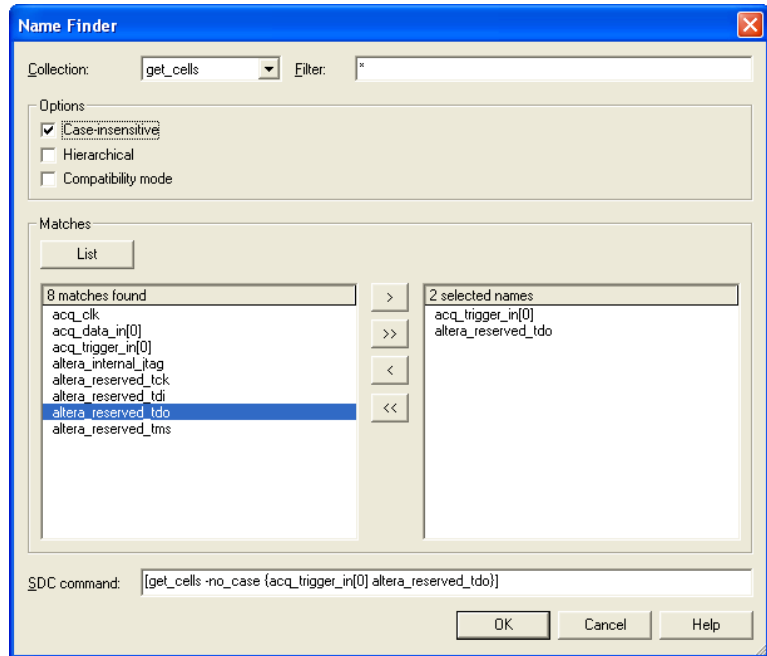 Name Finder
Collection: get_cells Filter: *
Options
Case-insensitive
Hierarchical
Compatibility mode
Matches
List
8 matches found
acq_clk
acq_data_in[0]
acq_trigger_in[0]
altera_internal_jtag
altera_reserved_tck
altera_reserved_tdi
altera_reserved_tdo
altera_reserved_tms
>
>>
<
<<
2 selected names
acq_trigger_in[0]
altera_reserved_tdo
SDC command: [get_cells -no_case {acq_trigger_in[0] altera_reserved_tdo}]
OK Cancel Help